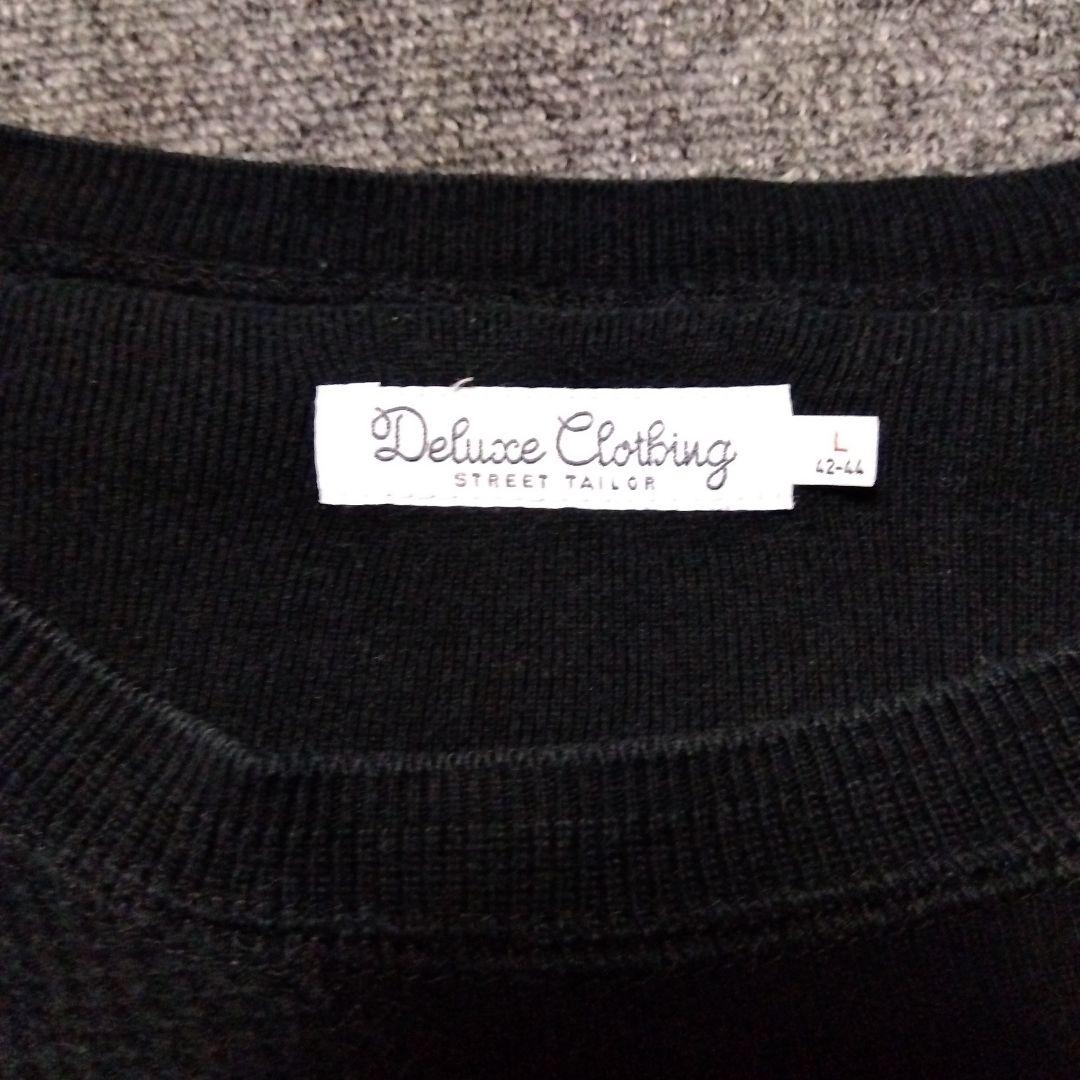 Deluxe Clothing
STREET TAILOR
L
42-44